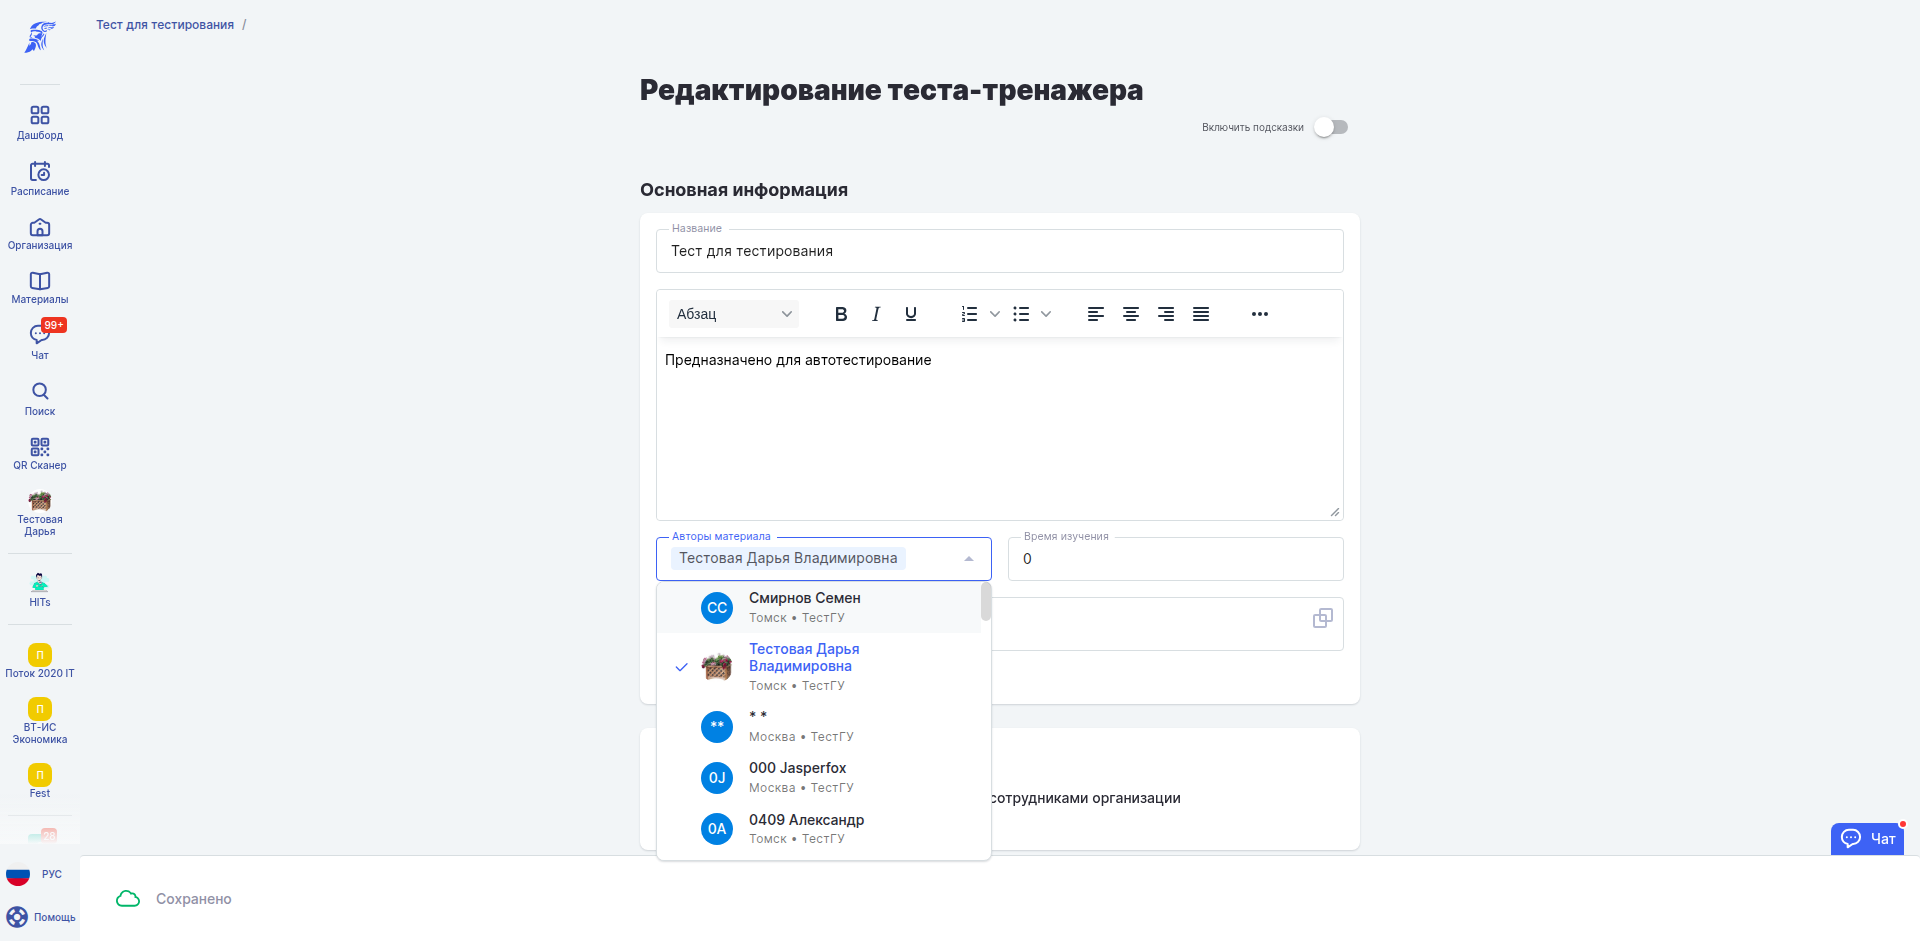 Тест для тестирования /
Дашборд
Расписание
Организация
Материалы
99+
Чат
Поиск
QR Сканер
Тестовая
Дарья
HITs
П
Поток 2020 IT
П
ВТ-ИС
Экономика
П
Fest
28
РУС
Помощь
Редактирование теста-тренажера
Включить подсказки
Основная информация
Название
Тест для тестирования
Абзац
B I U
Предназначено для автотестирование
Авторы материала
Тестовая Дарья Владимировна
Время изучения
0
СС
Смирнов Семен
Томск • ТестГУ
Тестовая Дарья
Владимировна
Томск • ТестГУ
**
* *
Москва • ТестГУ
0J
000 Jasperfox
Москва • ТестГУ
0А
0409 Александр
Томск • ТестГУ
сотрудниками организации
Чат
Сохранено